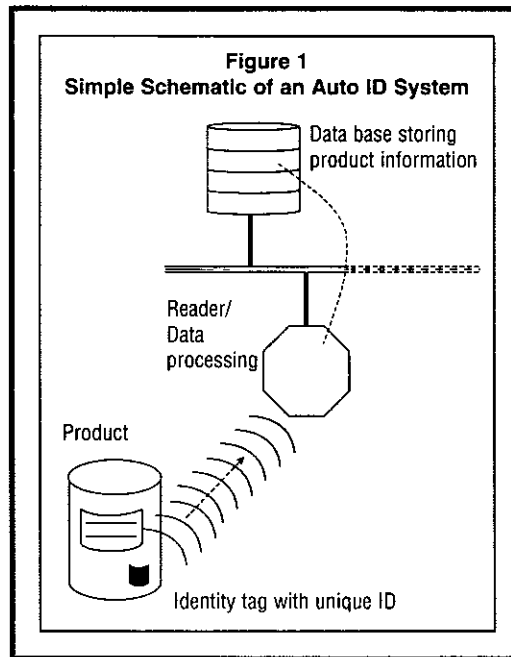 Figure 1
Simple Schematic of an Auto ID System
Data base storing
product information
Reader/
Data
processing
Product
Identity tag with unique ID